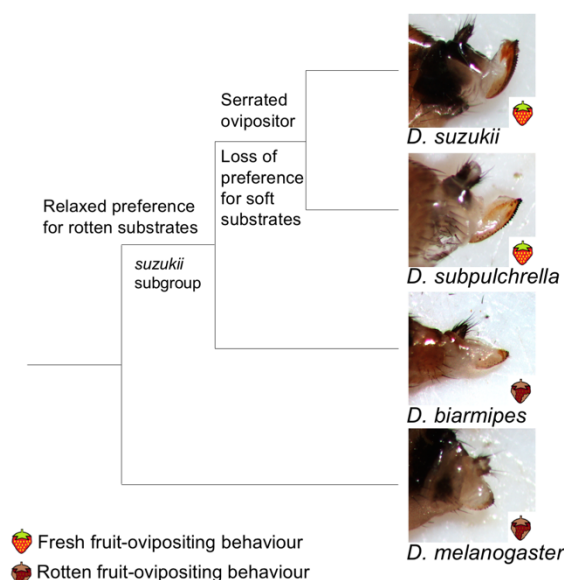 Serrated
ovipositor
D. suzukii
Loss of
preference
for soft
substrates
Relaxed preference
for rotten substrates
suzukii
subgroup
D. subpulchrella
D. biarmipes
D. melanogaster
Fresh fruit-ovipositing behaviour
Rotten fruit-ovipositing behaviour